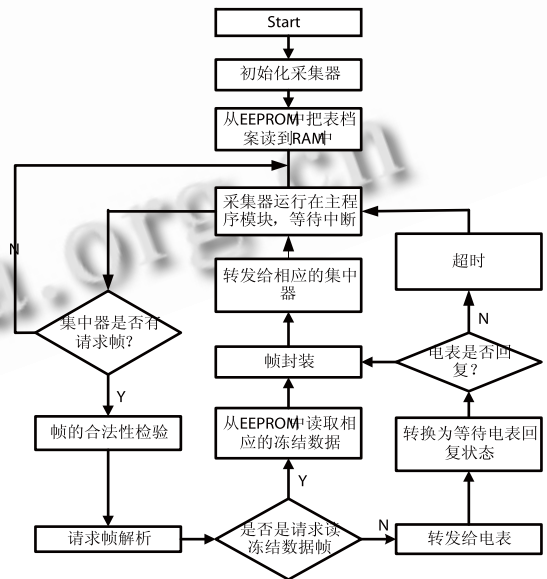 Start
初始化采集器
从EEPROM中把表档
案读到RAM中
采集器运行在主程
序模块，等待中断
N
转发给相应的集中
器
超时
集中器是否有
请求帧？
N
帧封装
电表是否回
复？
Y
帧的合法性检验
从EEPROM中读取相
应的冻结数据
转换为等待电表回
复状态
Y
请求帧解析
是否是请求读
冻结数据帧
N
转发给电表
a.org.cn